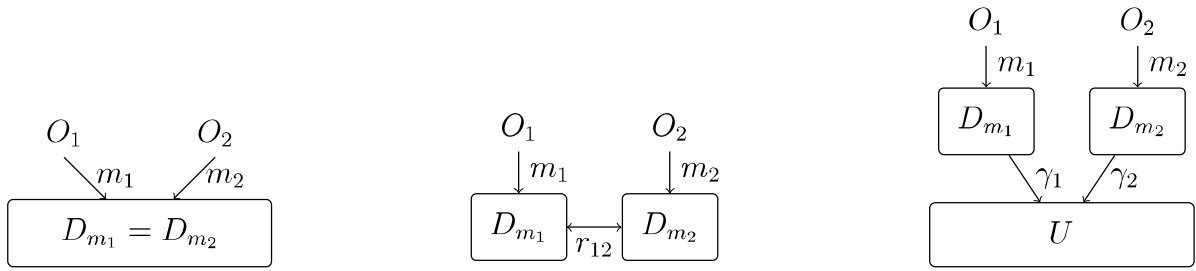 O₁ O₂
m₁ m₂
Dₘ₁ = Dₘ₂
O₁ O₂
m₁ m₂
Dₘ₁ Dₘ₂
r₁₂
O₁ O₂
m₁ m₂
Dₘ₁ Dₘ₂
γ₁ γ₂
U